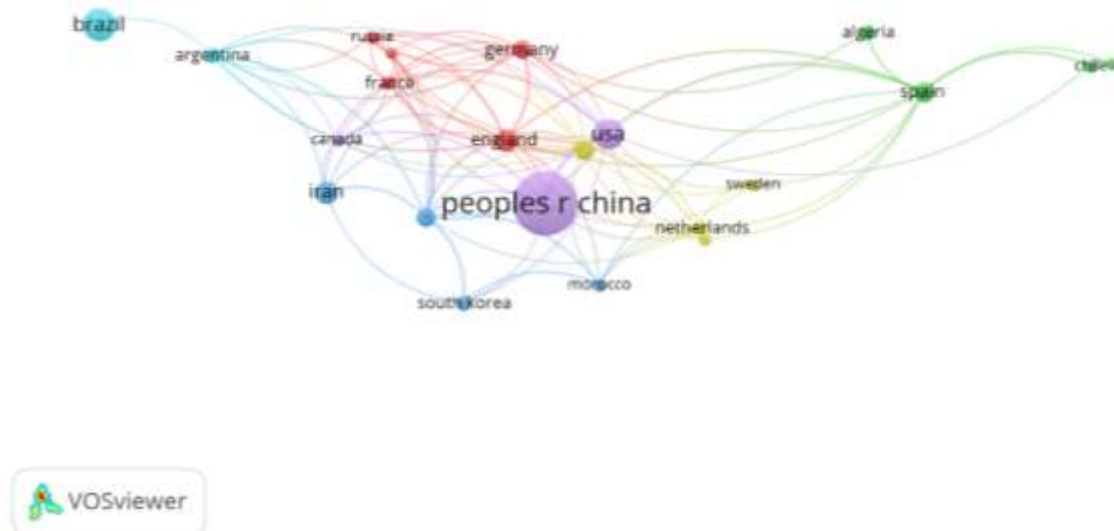 brazil
argentina
russia
germany
algeria
chile
france
spain
canada
england
usa
iran
peoples r china
sweden
netherlands
morocco
south korea
VOSviewer